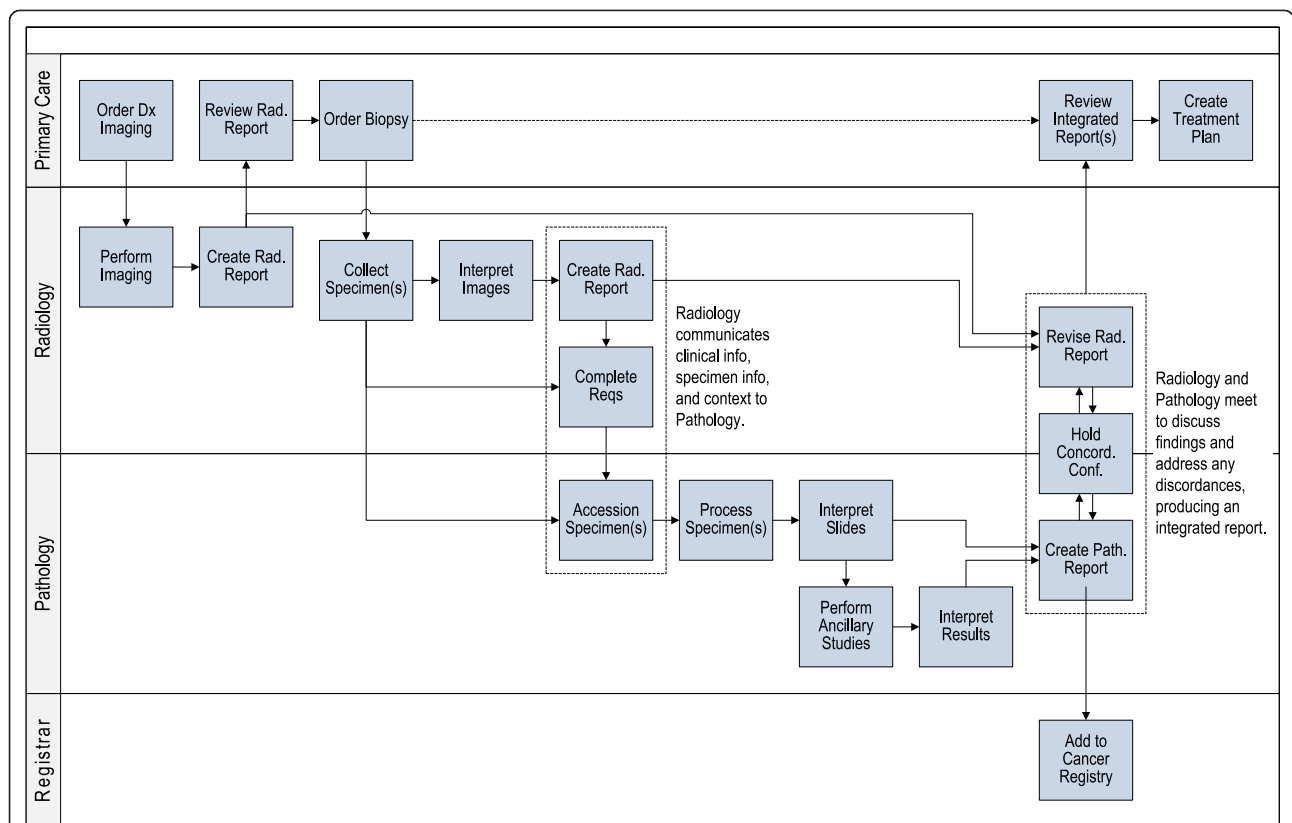 Primary Care
Order Dx
Imaging
Review Rad.
Report
Order Biopsy
Review
Integrated
Report(s)
Create
Treatment
Plan
Radiology
Perform
Imaging
Create Rad.
Report
Collect
Specimen(s)
Interpret
Images
Create Rad.
Report
Complete
Reqs
Radiology
communicates
clinical info,
specimen info,
and context to
Pathology.
Revise Rad.
Report
Hold
Concord.
Conf.
Radiology and
Pathology meet
to discuss
findings and
address any
discordances,
producing an
integrated report.
Pathology
Accession
Specimen(s)
Process
Specimen(s)
Interpret
Slides
Create Path.
Report
Perform
Ancillary
Studies
Interpret
Results
Registrar
Add to
Cancer
Registry